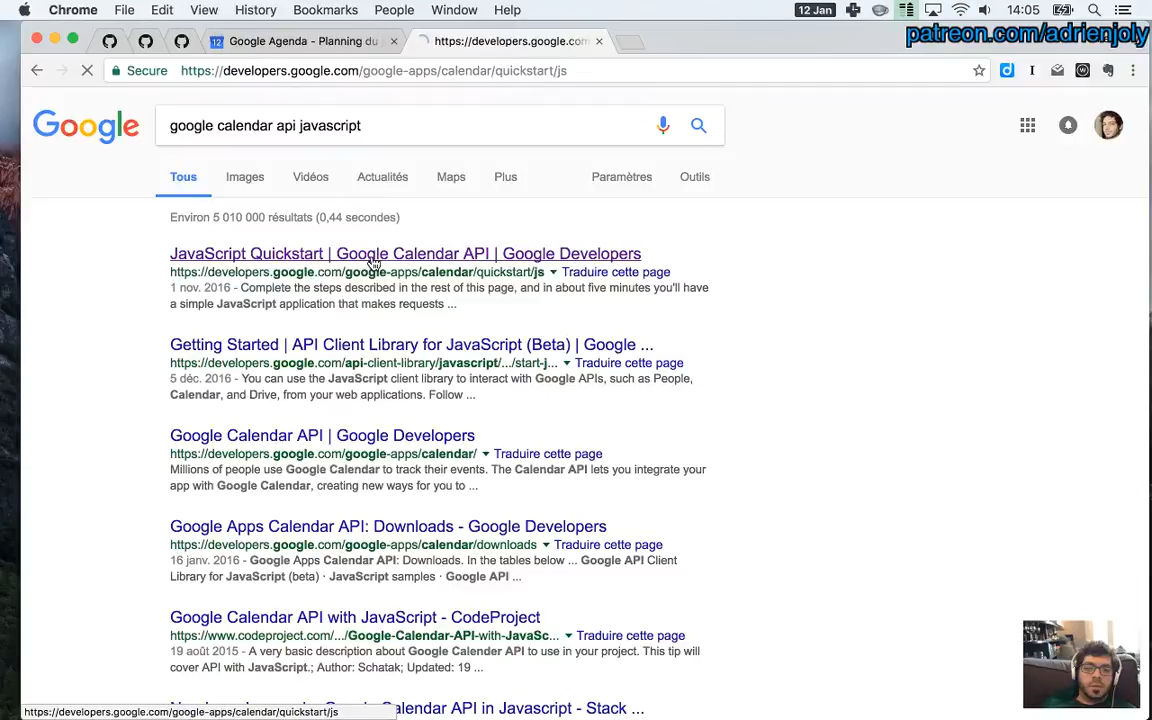 Chrome File Edit View History Bookmarks People Window Help 12 Jan 14:05
patreon.com/adrienjoly
12 Google Agenda - Planning du × https://developers.google.com ×
Secure https://developers.google.com/google-apps/calendar/quickstart/js
Google google calendar api javascript
Tous Images Vidéos Actualités Maps Plus Paramètres Outils
Environ 5 010 000 résultats (0,44 secondes)
JavaScript Quickstart | Google Calendar API | Google Developers
https://developers.google.com/google-apps/calendar/quickstart/js Traduire cette page
1 nov. 2016 - Complete the steps described in the rest of this page, and in about five minutes you'll have
a simple JavaScript application that makes requests ...
Getting Started | API Client Library for JavaScript (Beta) | Google ...
https://developers.google.com/api-client-library/javascript/.../start-j... Traduire cette page
5 déc. 2016 - You can use the JavaScript client library to interact with Google APIs, such as People,
Calendar, and Drive, from your web applications. Follow ...
Google Calendar API | Google Developers
https://developers.google.com/google-apps/calendar/ Traduire cette page
Millions of people use Google Calendar to track their events. The Calendar API lets you integrate your
app with Google Calendar, creating new ways for you to ...
Google Apps Calendar API: Downloads - Google Developers
https://developers.google.com/google-apps/calendar/downloads Traduire cette page
16 janv. 2016 - Google Apps Calendar API: Downloads. In the tables below ... Google API Client
Library for JavaScript (beta) · JavaScript samples · Google API ...
Google Calendar API with JavaScript - CodeProject
https://www.codeproject.com/.../Google-Calendar-API-with-JavaSc... Traduire cette page
19 août 2015 - A very basic description about Google Calender API to use in your project. This tip will
cover API with JavaScript.; Author: Schatak; Updated: 19 ...
Calendar API in Javascript - Stack ...
https://developers.google.com/google-apps/calendar/quickstart/js